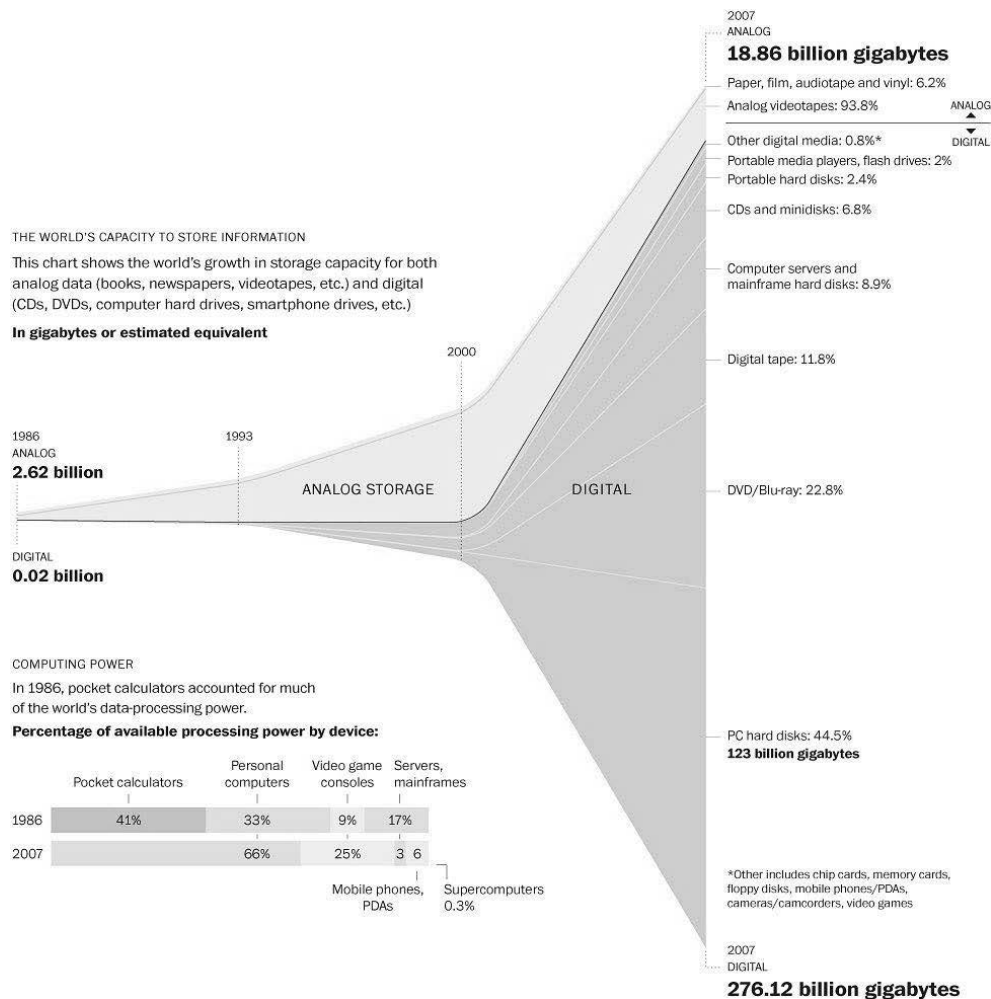 2007
ANALOG
18.86 billion gigabytes
Paper, film, audiotape and vinyl: 6.2%
Analog videotapes: 93.8%
ANALOG
DIGITAL
Other digital media: 0.8%*
Portable media players, flash drives: 2%
Portable hard disks: 2.4%
CDs and minidisks: 6.8%
Computer servers and
mainframe hard disks: 8.9%
Digital tape: 11.8%
DVD/Blu-ray: 22.8%
PC hard disks: 44.5%
123 billion gigabytes
*Other includes chip cards, memory cards,
floppy disks, mobile phones/PDAs,
cameras/camcorders, video games
2007
DIGITAL
276.12 billion gigabytes
THE WORLD'S CAPACITY TO STORE INFORMATION
This chart shows the world's growth in storage capacity for both
analog data (books, newspapers, videotapes, etc.) and digital
(CDs, DVDs, computer hard drives, smartphone drives, etc.)
In gigabytes or estimated equivalent
2000
1993
1986
ANALOG
2.62 billion
ANALOG STORAGE
DIGITAL
DIGITAL
0.02 billion
COMPUTING POWER
In 1986, pocket calculators accounted for much
of the world's data-processing power.
Percentage of available processing power by device:
Pocket calculators
Personal
computers
Video game
consoles
Servers,
mainframes
1986 41% 33% 9% 17%
2007 66% 25% 3 6
Mobile phones,
PDAs
Supercomputers
0.3%